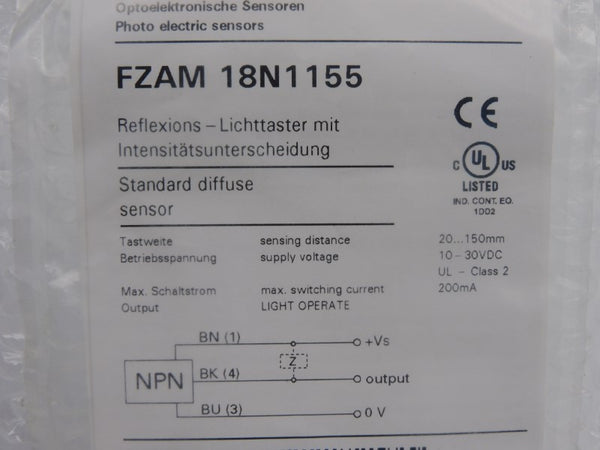 Optoelektronische Sensoren
Photo electric sensors
FZAM 18N1155
Reflexions – Lichttaster mit
Intensitätsunterscheidung
Standard diffuse
sensor
CE
C UL US
LISTED
IND. CONT. EQ.
1DD2
Tastweite sensing distance 20...150mm
Betriebsspannung supply voltage 10 – 30VDC
UL – Class 2
Max. Schaltstrom max. switching current 200mA
Output LIGHT OPERATE
BN (1) +Vs
Z
NPN BK (4) output
BU (3) 0 V